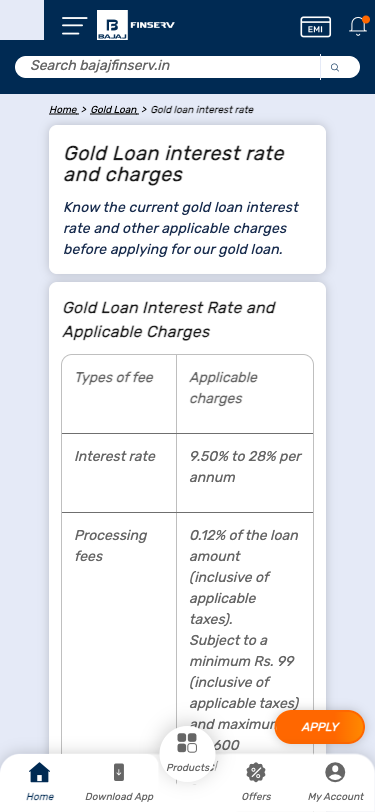 BAJAJ
FINSERV
EMI
Search bajajfinserv.in
Home > Gold Loan > Gold loan interest rate
Gold Loan interest rate
and charges
Know the current gold loan interest
rate and other applicable charges
before applying for our gold loan.
Gold Loan Interest Rate and
Applicable Charges
Types of fee
Applicable
charges
Interest rate
9.50% to 28% per
annum
Processing
fees
0.12% of the loan
amount
(inclusive of
applicable
taxes).
Subject to a
minimum Rs. 99
(inclusive of
applicable taxes)
and maximum
600
APPLY
Home
Download App
Products
Offers
My Account